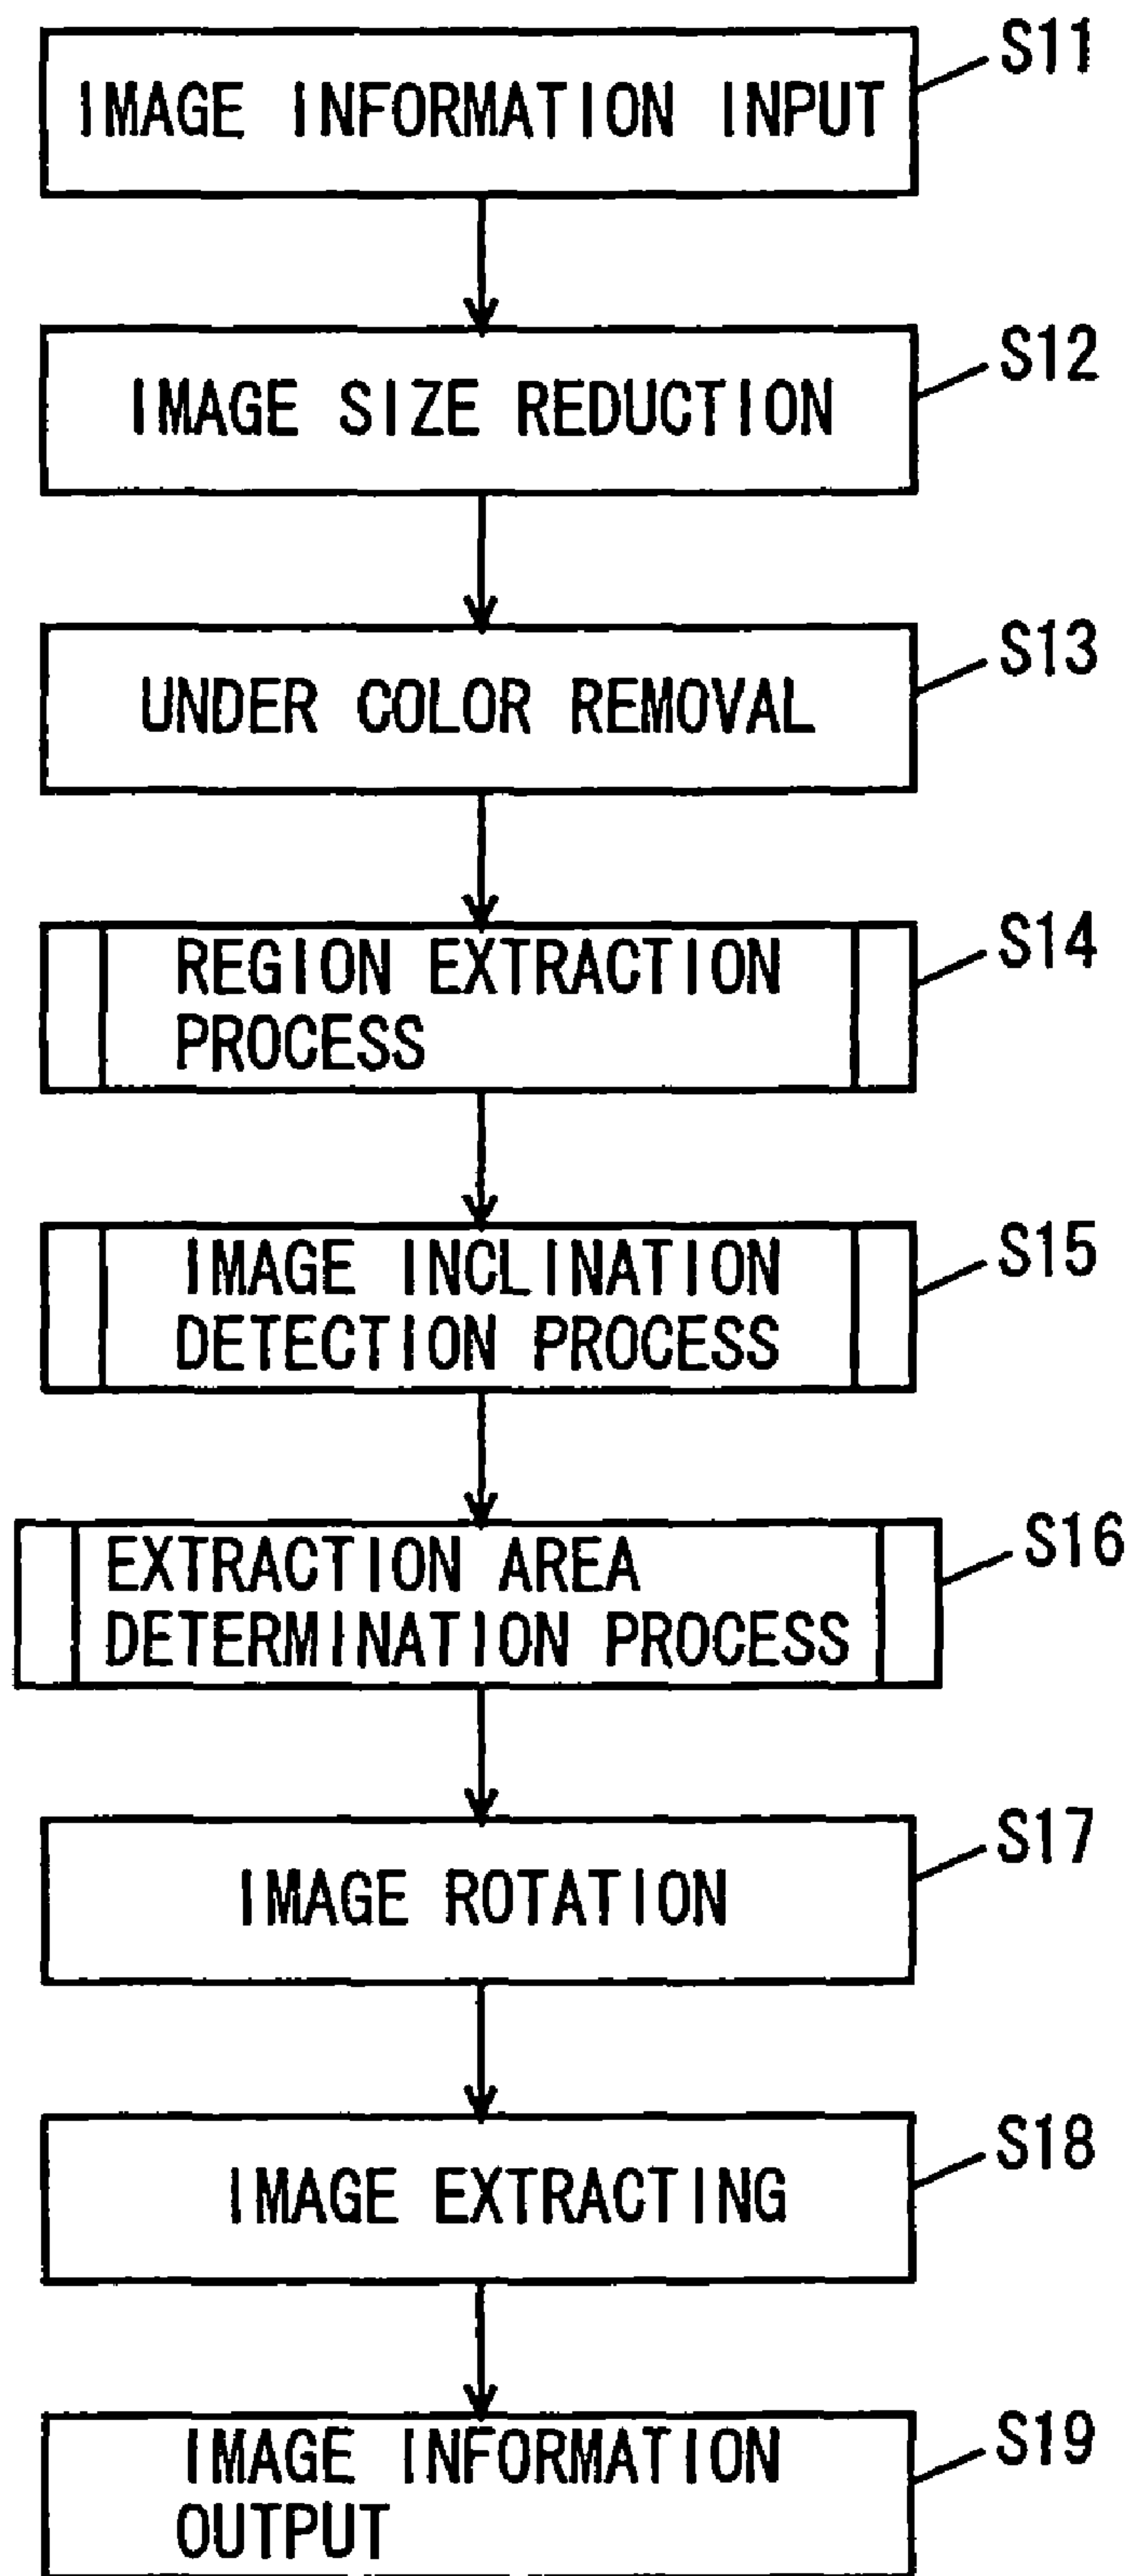 S11
IMAGE INFORMATION INPUT
S12
IMAGE SIZE REDUCTION
S13
UNDER COLOR REMOVAL
S14
REGION EXTRACTION
PROCESS
S15
IMAGE INCLINATION
DETECTION PROCESS
S16
EXTRACTION AREA
DETERMINATION PROCESS
S17
IMAGE ROTATION
S18
IMAGE EXTRACTING
S19
IMAGE INFORMATION
OUTPUT